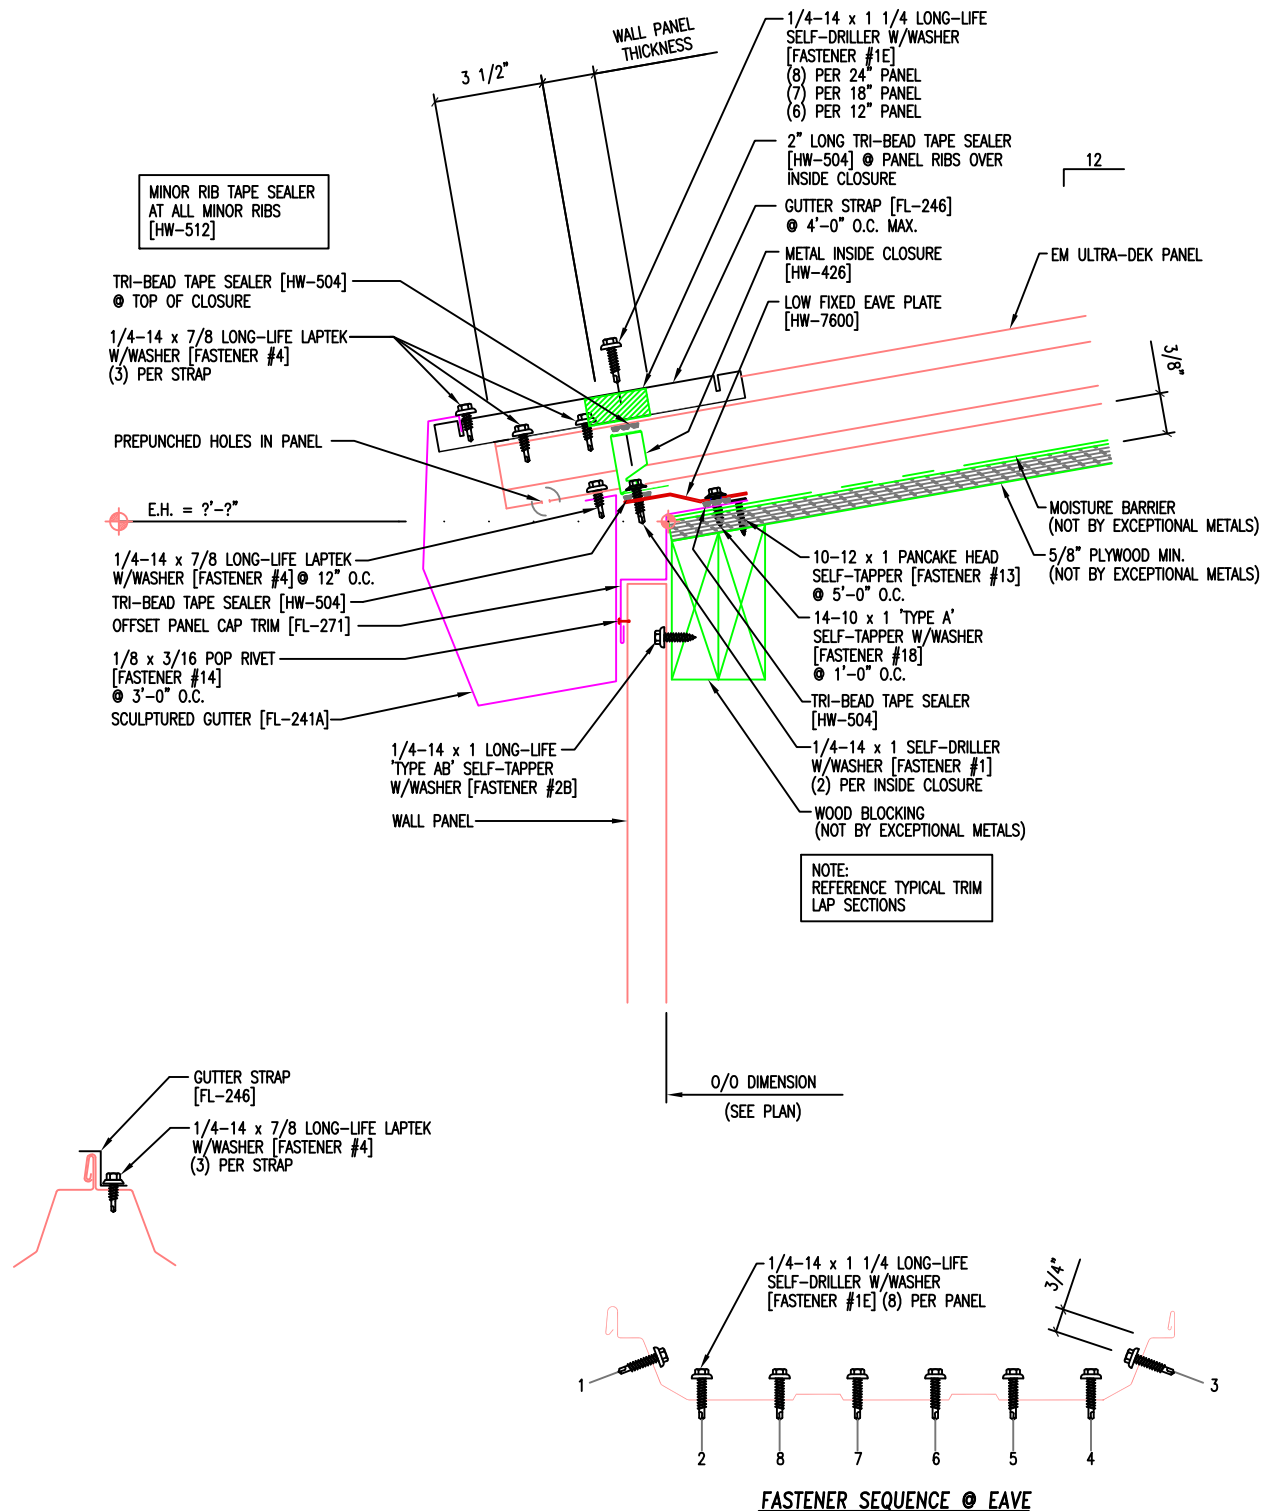 WALL PANEL
THICKNESS
3 1/2"
1/4-14 x 1 1/4 LONG-LIFE
SELF-DRILLER W/WASHER
[FASTENER #1E]
(8) PER 24" PANEL
(7) PER 18" PANEL
(6) PER 12" PANEL
2" LONG TRI-BEAD TAPE SEALER
[HW-504] @ PANEL RIBS OVER
INSIDE CLOSURE
12
MINOR RIB TAPE SEALER
AT ALL MINOR RIBS
[HW-512]
GUTTER STRAP [FL-246]
@ 4'-0" O.C. MAX.
METAL INSIDE CLOSURE
[HW-426]
EM ULTRA-DEK PANEL
TRI-BEAD TAPE SEALER [HW-504]
@ TOP OF CLOSURE
LOW FIXED EAVE PLATE
[HW-7600]
1/4-14 x 7/8 LONG-LIFE LAPTEK
W/WASHER [FASTENER #4]
(3) PER STRAP
3/8"
PREPUNCHED HOLES IN PANEL
E.H. = ?'-?"
MOISTURE BARRIER
(NOT BY EXCEPTIONAL METALS)
5/8" PLYWOOD MIN.
(NOT BY EXCEPTIONAL METALS)
1/4-14 x 7/8 LONG-LIFE LAPTEK
W/WASHER [FASTENER #4] @ 12" O.C.
TRI-BEAD TAPE SEALER [HW-504]
OFFSET PANEL CAP TRIM [FL-271]
10-12 x 1 PANCAKE HEAD
SELF-TAPPER [FASTENER #13]
@ 5'-0" O.C.
14-10 x 1 'TYPE A'
SELF-TAPPER W/WASHER
[FASTENER #18]
@ 1'-0" O.C.
1/8 x 3/16 POP RIVET
[FASTENER #14]
@ 3'-0" O.C.
SCULPTURED GUTTER [FL-241A]
TRI-BEAD TAPE SEALER
[HW-504]
1/4-14 x 1 LONG-LIFE
'TYPE AB' SELF-TAPPER
W/WASHER [FASTENER #2B]
1/4-14 x 1 SELF-DRILLER
W/WASHER [FASTENER #1]
(2) PER INSIDE CLOSURE
WALL PANEL
WOOD BLOCKING
(NOT BY EXCEPTIONAL METALS)
NOTE:
REFERENCE TYPICAL TRIM
LAP SECTIONS
O/O DIMENSION
(SEE PLAN)
GUTTER STRAP
[FL-246]
1/4-14 x 7/8 LONG-LIFE LAPTEK
W/WASHER [FASTENER #4]
(3) PER STRAP
1/4-14 x 1 1/4 LONG-LIFE
SELF-DRILLER W/WASHER
[FASTENER #1E] (8) PER PANEL
3/4"
1
3
2 8 7 6 5 4
FASTENER SEQUENCE @ EAVE